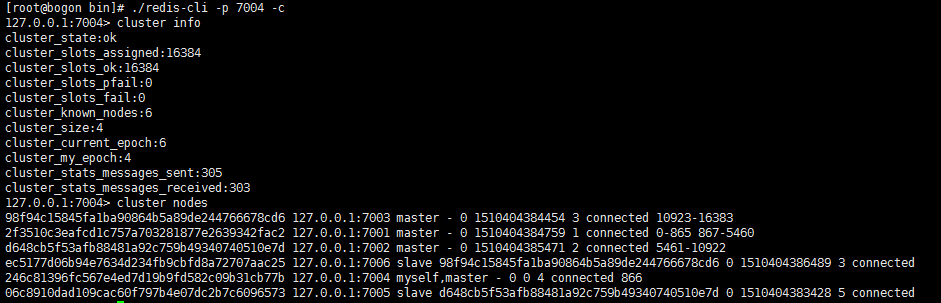 [root@bogon bin]# ./redis-cli -p 7004 -c
127.0.0.1:7004> cluster info
cluster_state:ok
cluster_slots_assigned:16384
cluster_slots_ok:16384
cluster_slots_pfail:0
cluster_slots_fail:0
cluster_known_nodes:6
cluster_size:4
cluster_current_epoch:6
cluster_my_epoch:4
cluster_stats_messages_sent:305
cluster_stats_messages_received:303
127.0.0.1:7004> cluster nodes
98f94c15845fa1ba90864b5a89de244766678cd6 127.0.0.1:7003 master - 0 1510404384454 3 connected 10923-16383
2f3510c3eafcd1c757a703281877e2639342fac2 127.0.0.1:7001 master - 0 1510404384759 1 connected 0-865 867-5460
d648cb5f53afb88481a92c759b49340740510e7d 127.0.0.1:7002 master - 0 1510404385471 2 connected 5461-10922
ec5177d06b94e7634d234fb9cbfd8a72707aac25 127.0.0.1:7006 slave 98f94c15845fa1ba90864b5a89de244766678cd6 0 1510404386489 3 connected
246c81396fc567e4ed7d19b9fd582c09b31cb77b 127.0.0.1:7004 myself,master - 0 0 4 connected 866
06c8910dad109cac60f797b4e07dc2b7c6096573 127.0.0.1:7005 slave d648cb5f53afb88481a92c759b49340740510e7d 0 1510404383428 5 connected